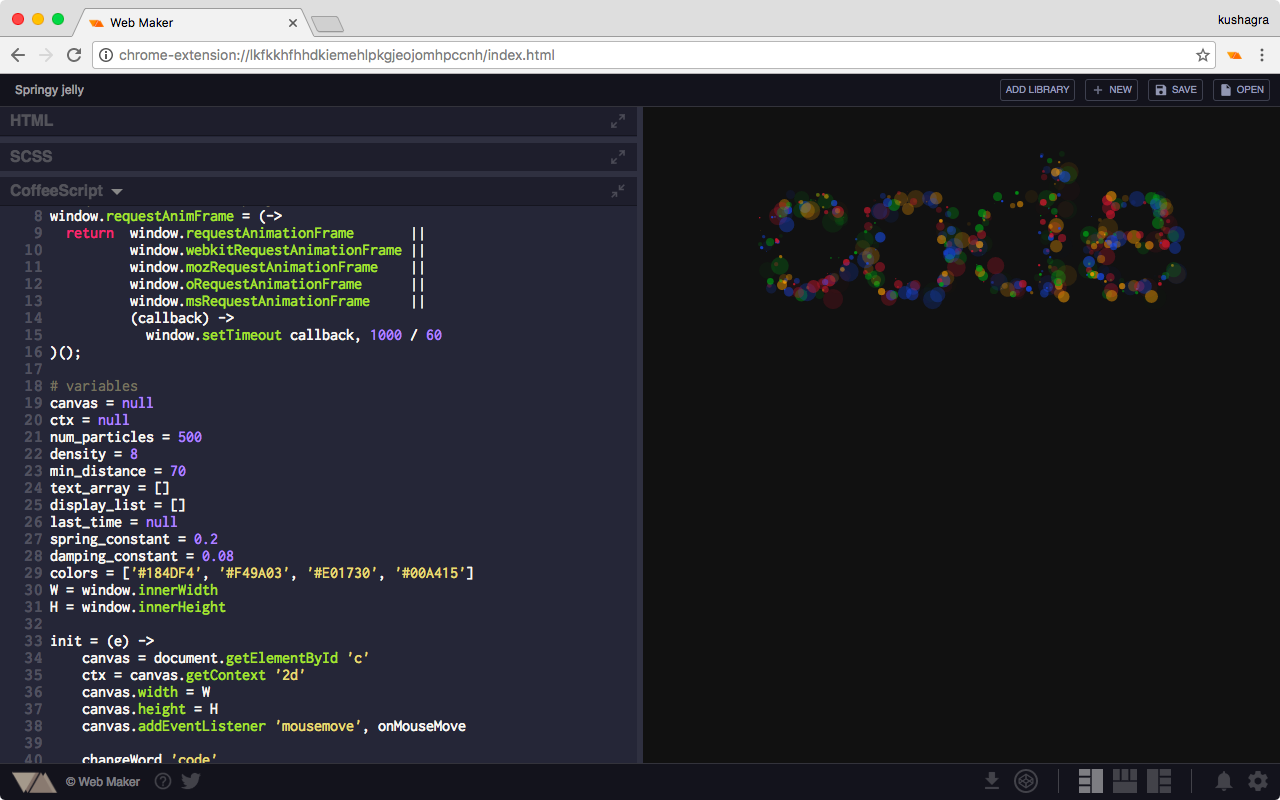 Web Maker
kushagra
chrome-extension://lkfkkhfhhdkiemehlpkgjeojomhpccnh/index.html
Springy jelly
ADD LIBRARY
+ NEW
SAVE
OPEN
HTML
SCSS
CoffeeScript
8 window.requestAnimFrame = (->
9   return  window.requestAnimationFrame       ||
10           window.webkitRequestAnimationFrame ||
11           window.mozRequestAnimationFrame    ||
12           window.oRequestAnimationFrame      ||
13           window.msRequestAnimationFrame     ||
14           (callback) ->
15             window.setTimeout callback, 1000 / 60
16 )();
17
18 # variables
19 canvas = null
20 ctx = null
21 num_particles = 500
22 density = 8
23 min_distance = 70
24 text_array = []
25 display_list = []
26 last_time = null
27 spring_constant = 0.2
28 damping_constant = 0.08
29 colors = ['#184DF4', '#F49A03', '#E01730', '#00A415']
30 W = window.innerWidth
31 H = window.innerHeight
32
33 init = (e) ->
34     canvas = document.getElementById 'c'
35     ctx = canvas.getContext '2d'
36     canvas.width = W
37     canvas.height = H
38     canvas.addEventListener 'mousemove', onMouseMove
39
40     changeWord 'code'
code
© Web Maker